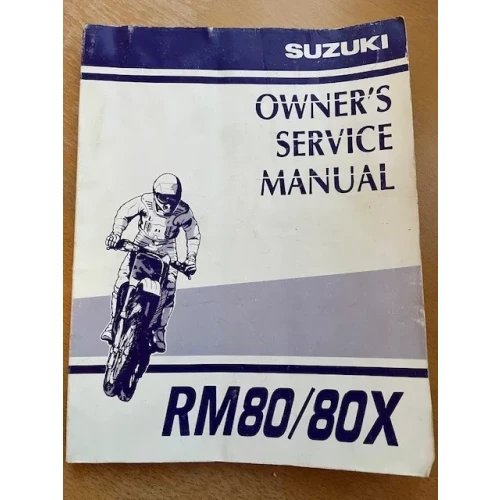 SUZUKI
OWNER'S
SERVICE
MANUAL
RM80/80X